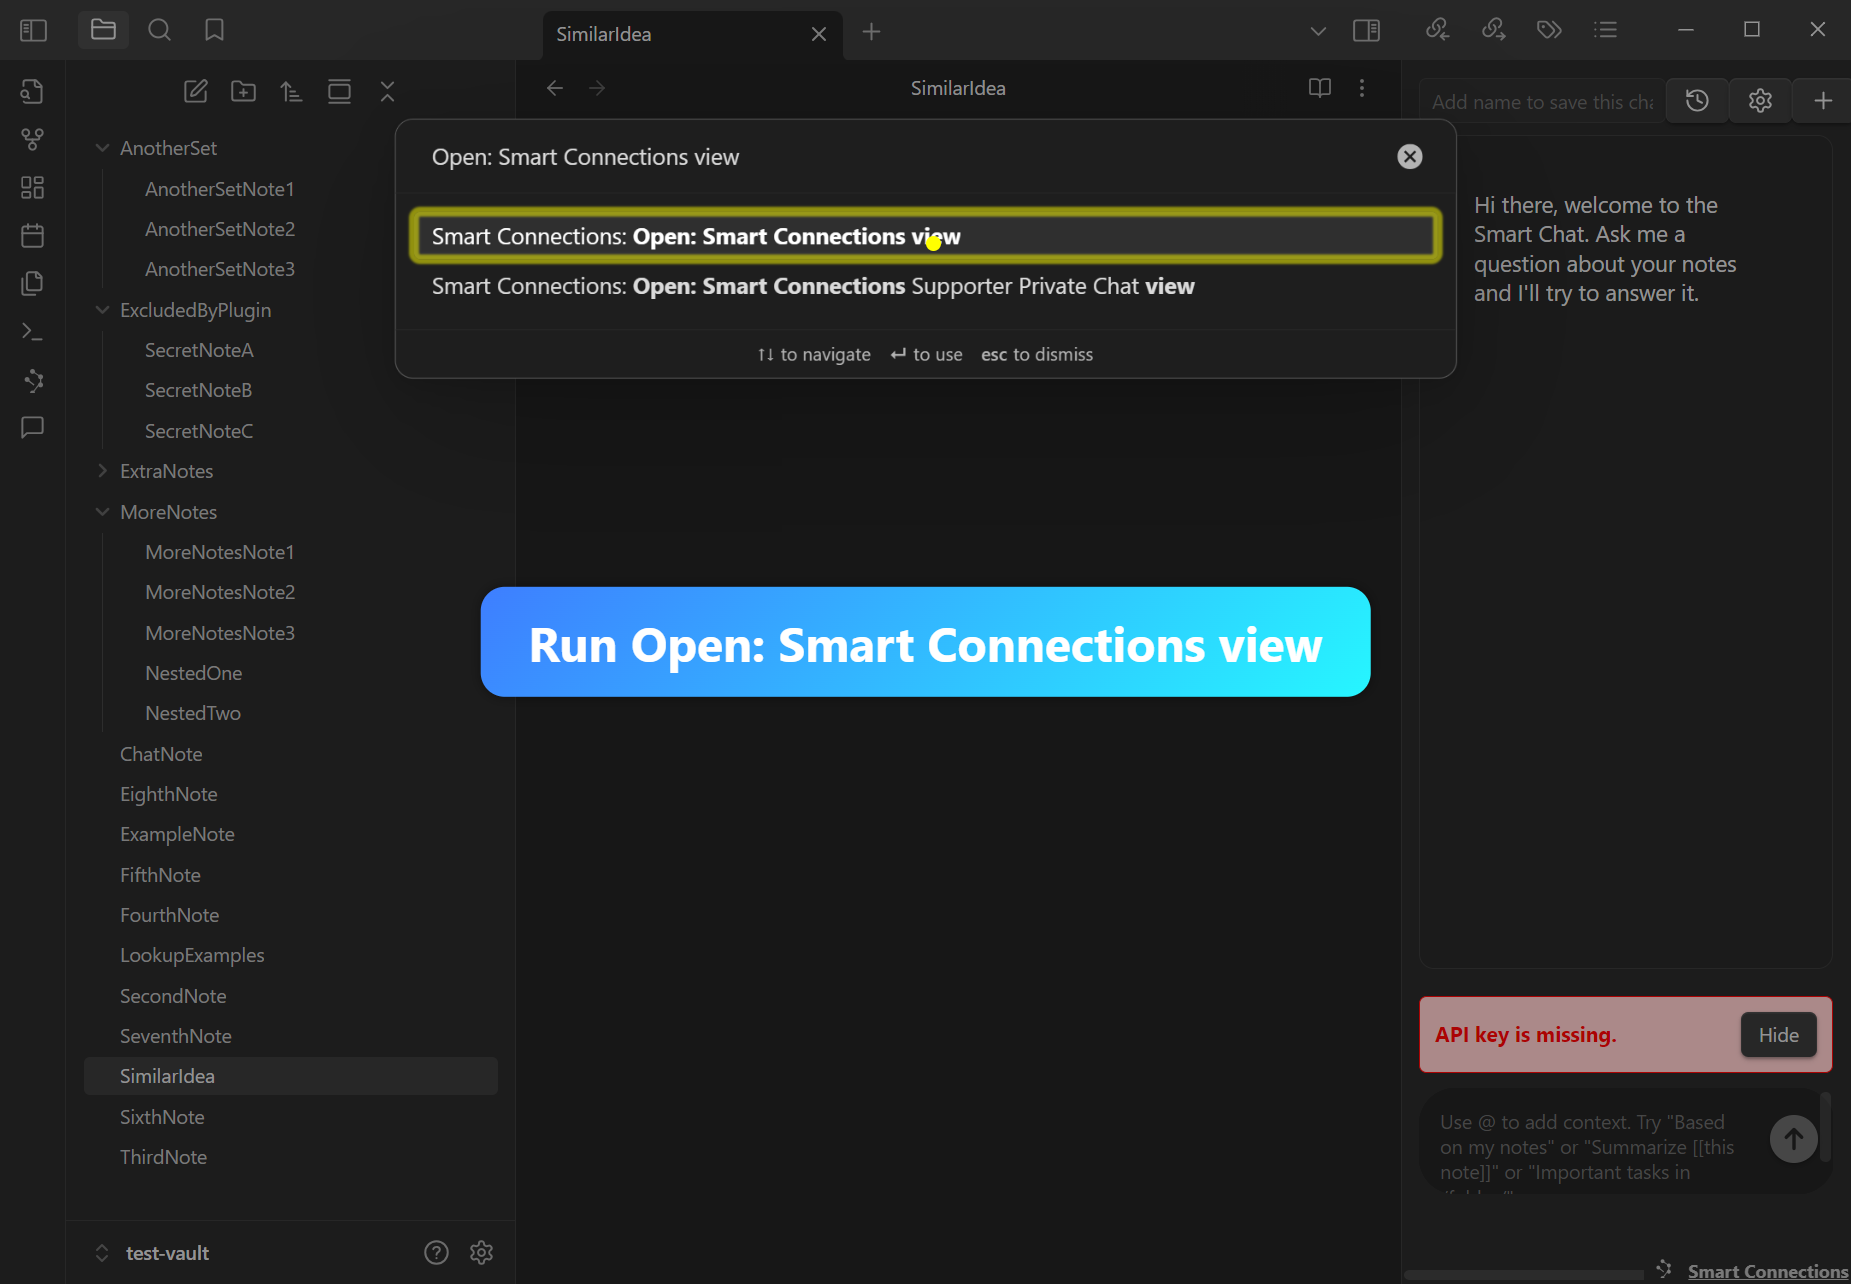 SimilarIdea
SimilarIdea
Add name to save this cha
AnotherSet
AnotherSetNote1
AnotherSetNote2
AnotherSetNote3
ExcludedByPlugin
SecretNoteA
SecretNoteB
SecretNoteC
ExtraNotes
MoreNotes
MoreNotesNote1
MoreNotesNote2
MoreNotesNote3
NestedOne
NestedTwo
ChatNote
EighthNote
ExampleNote
FifthNote
FourthNote
LookupExamples
SecondNote
SeventhNote
SimilarIdea
SixthNote
ThirdNote
test-vault
Open: Smart Connections view
Smart Connections: Open: Smart Connections view
Smart Connections: Open: Smart Connections Supporter Private Chat view
↑↓ to navigate ↵ to use esc to dismiss
Run Open: Smart Connections view
Hi there, welcome to the
Smart Chat. Ask me a
question about your notes
and I'll try to answer it.
API key is missing.
Hide
Use @ to add context. Try "Based
on my notes" or "Summarize [[this
note]]" or "Important tasks in
Smart Connections